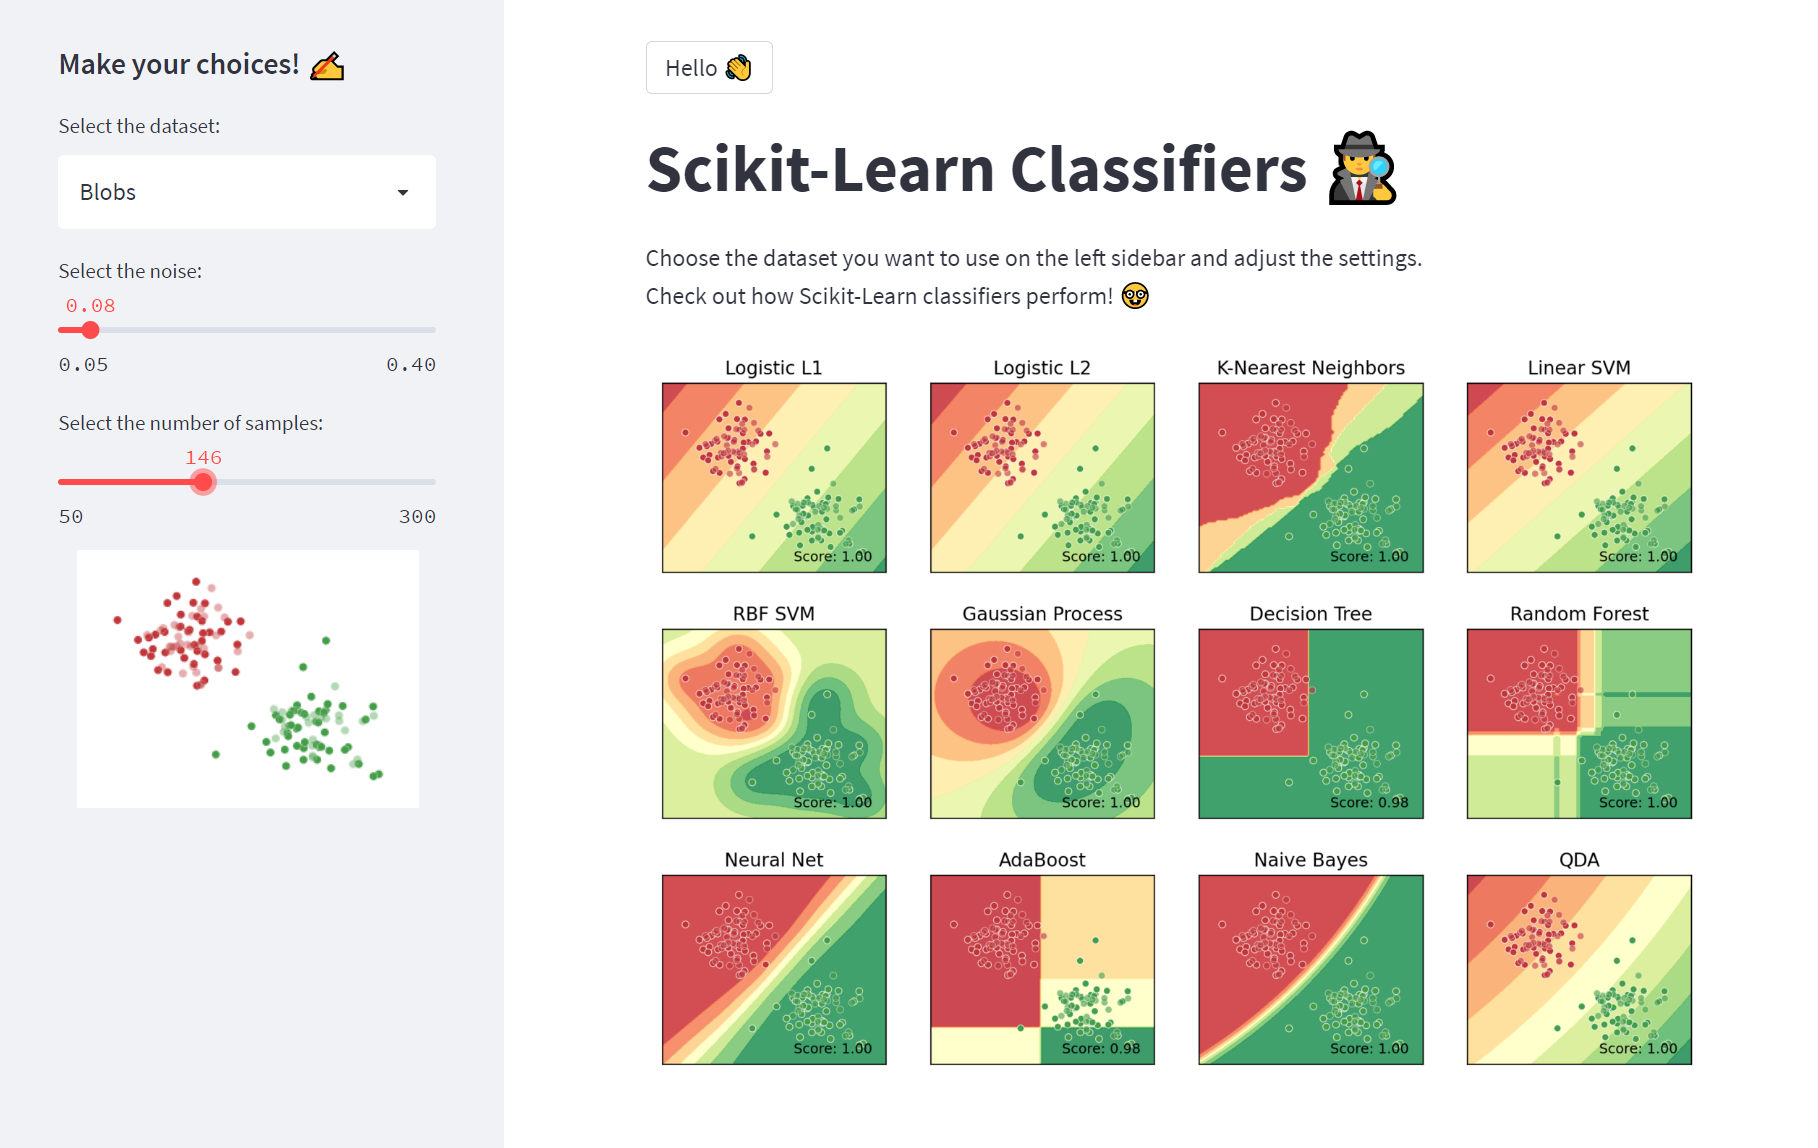 Make your choices! ✍
Select the dataset:
Blobs
Select the noise:
0.08
0.05 0.40
Select the number of samples:
146
50 300
Hello 👋
Scikit-Learn Classifiers 🕵
Choose the dataset you want to use on the left sidebar and adjust the settings.
Check out how Scikit-Learn classifiers perform! 🤓
Logistic L1 Logistic L2 K-Nearest Neighbors Linear SVM
Score: 1.00 Score: 1.00 Score: 1.00 Score: 1.00
RBF SVM Gaussian Process Decision Tree Random Forest
Score: 1.00 Score: 1.00 Score: 0.98 Score: 1.00
Neural Net AdaBoost Naive Bayes QDA
Score: 1.00 Score: 0.98 Score: 1.00 Score: 1.00